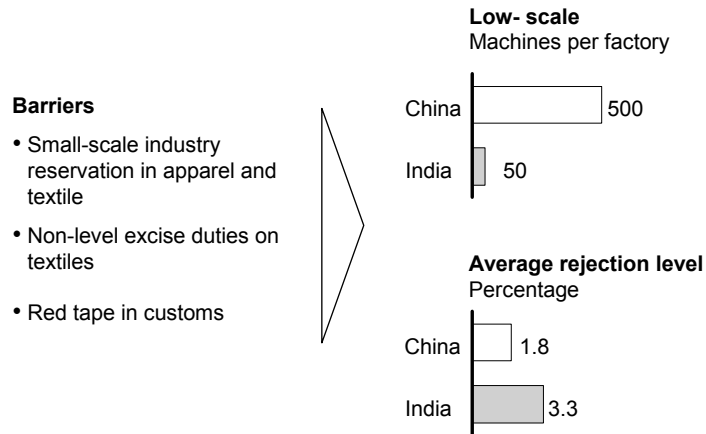 Barriers
• Small-scale industry
reservation in apparel and
textile
• Non-level excise duties on
textiles
• Red tape in customs
Low- scale
Machines per factory
China 500
India 50
Average rejection level
Percentage
China 1.8
India 3.3